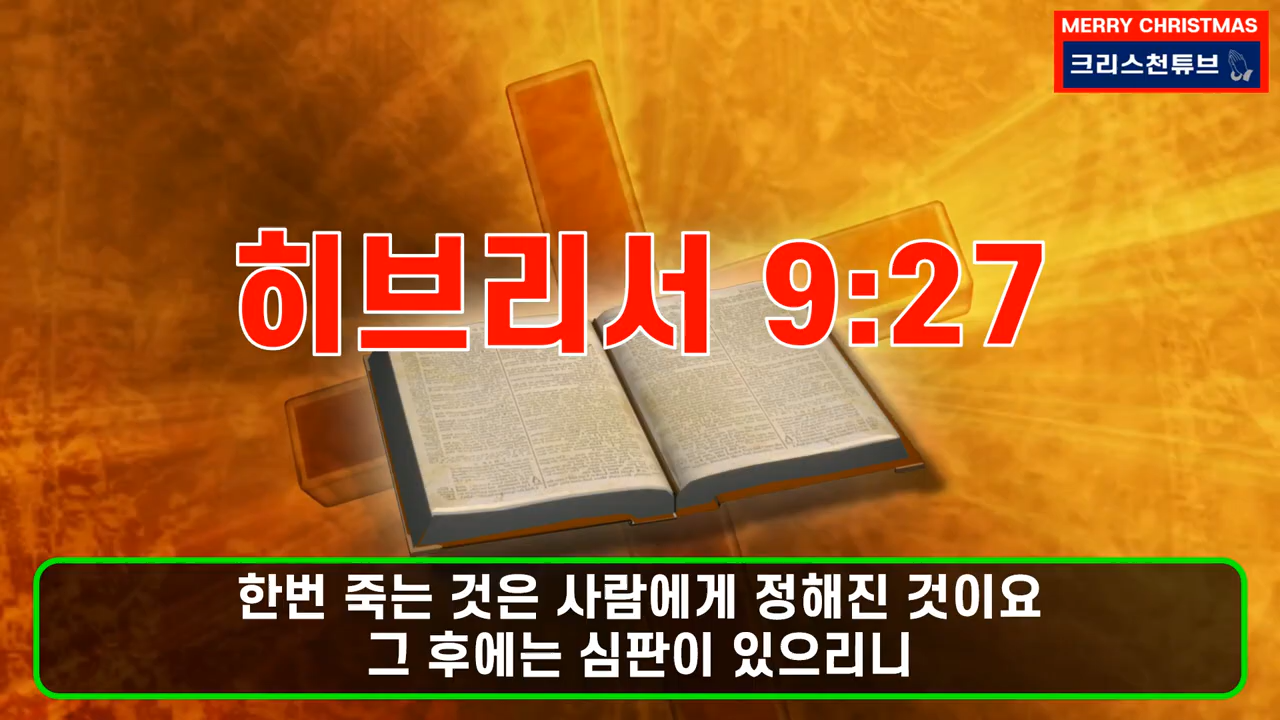 MERRY CHRISTMAS
크리스천튜브
히브리서 9:27
한번 죽는 것은 사람에게 정해진 것이요
그 후에는 심판이 있으리니